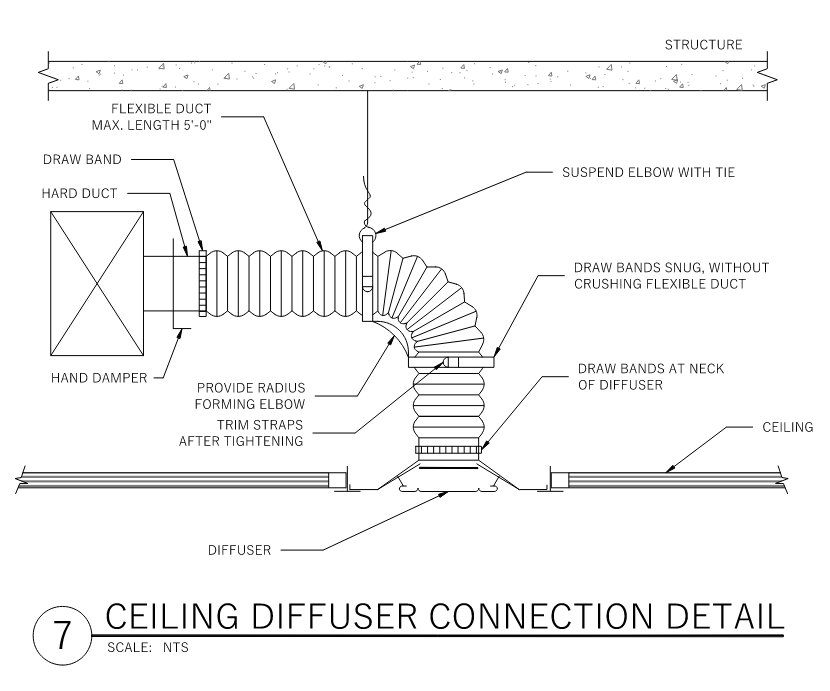 STRUCTURE
FLEXIBLE DUCT
MAX. LENGTH 5'-0"
DRAW BAND
SUSPEND ELBOW WITH TIE
HARD DUCT
DRAW BANDS SNUG, WITHOUT
CRUSHING FLEXIBLE DUCT
HAND DAMPER
DRAW BANDS AT NECK
OF DIFFUSER
PROVIDE RADIUS
FORMING ELBOW
TRIM STRAPS
AFTER TIGHTENING
CEILING
DIFFUSER
7
CEILING DIFFUSER CONNECTION DETAIL
SCALE: NTS